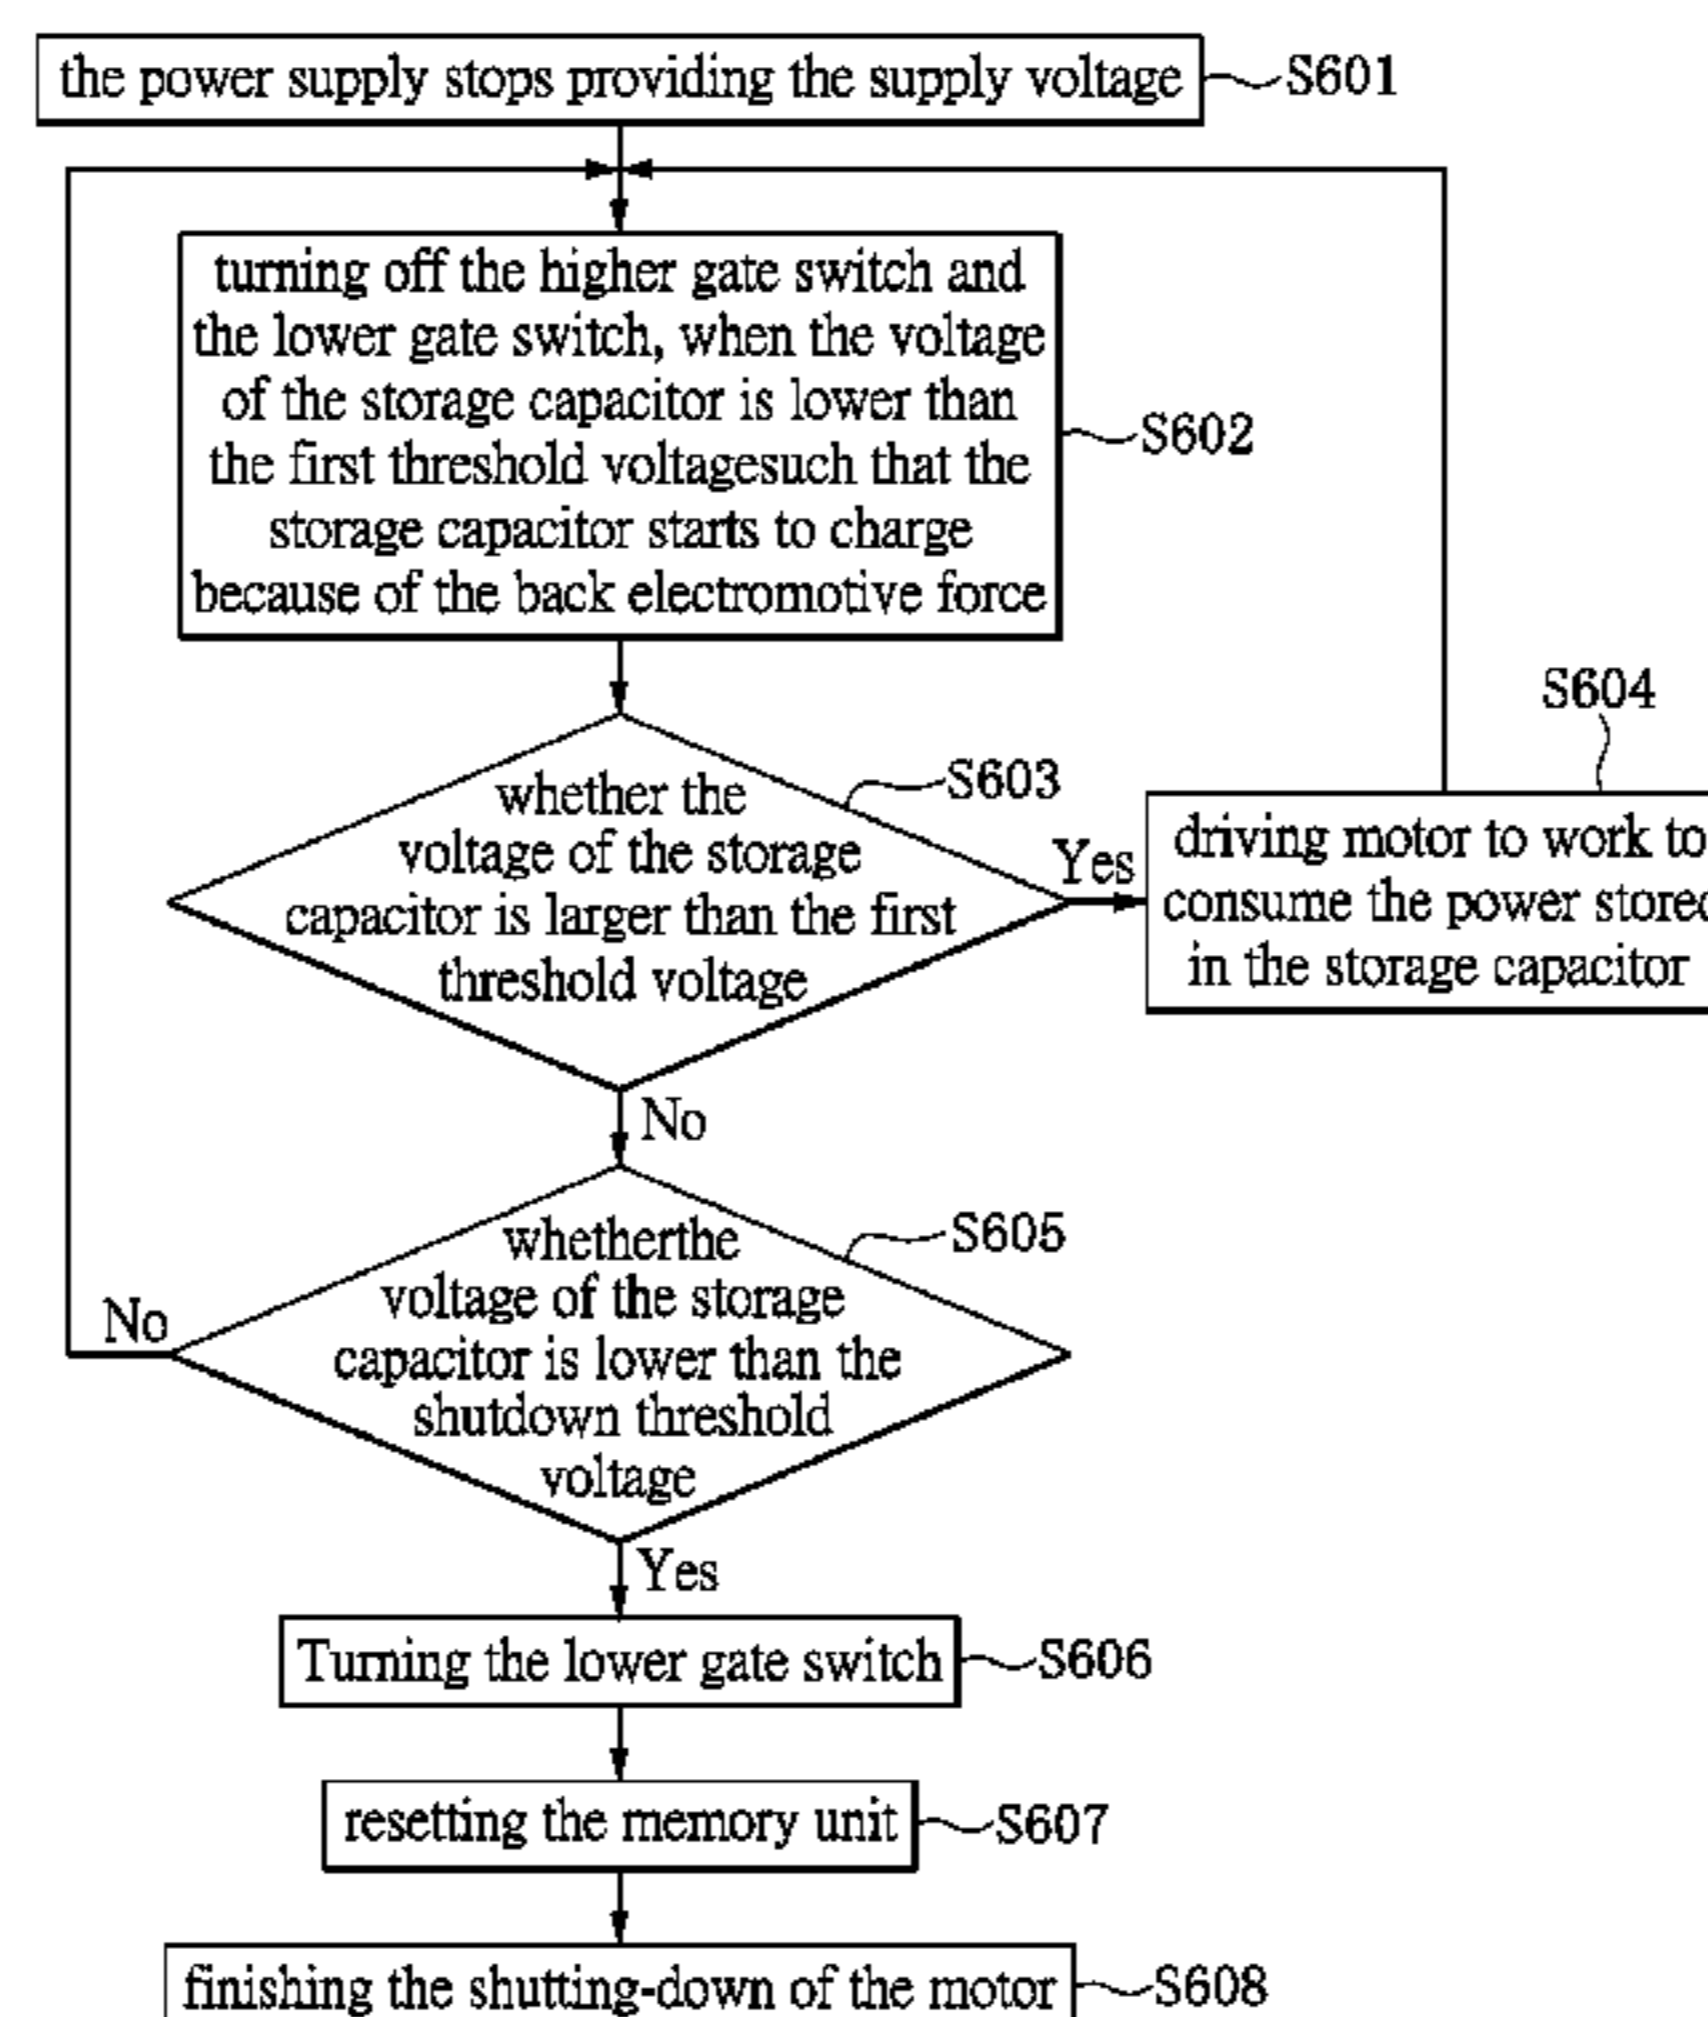 the power supply stops providing the supply voltage
S601
turning off the higher gate switch and
the lower gate switch, when the voltage
of the storage capacitor is lower than
the first threshold voltagesuch that the
storage capacitor starts to charge
because of the back electromotive force
S602
whether the
voltage of the storage
capacitor is larger than the first
threshold voltage
S603
Yes
S604
driving motor to work to
consume the power stored
in the storage capacitor
No
whetherthe
voltage of the storage
capacitor is lower than the
shutdown threshold
voltage
S605
No
Yes
Turning the lower gate switch
S606
resetting the memory unit
S607
finishing the shutting-down of the motor
S608